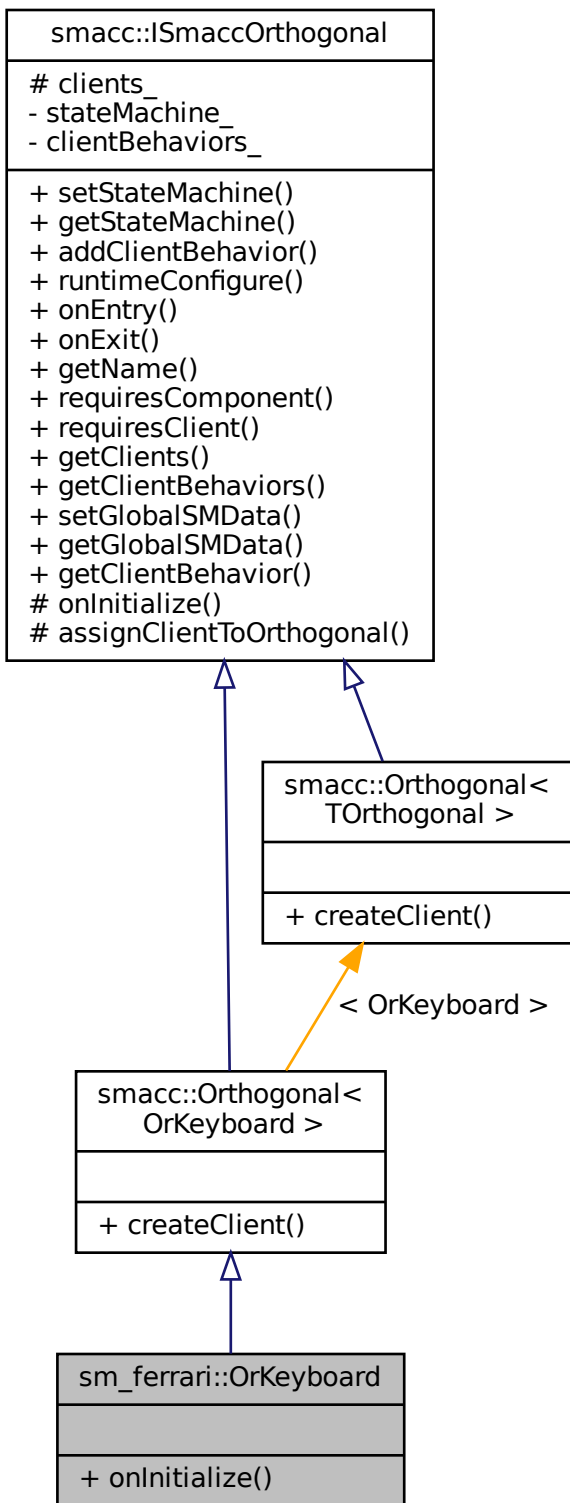 smacc::ISmaccOrthogonal
# clients_
- stateMachine_
- clientBehaviors_
+ setStateMachine()
+ getStateMachine()
+ addClientBehavior()
+ runtimeConfigure()
+ onEntry()
+ onExit()
+ getName()
+ requiresComponent()
+ requiresClient()
+ getClients()
+ getClientBehaviors()
+ setGlobalSMData()
+ getGlobalSMData()
+ getClientBehavior()
# onInitialize()
# assignClientToOrthogonal()
smacc::Orthogonal<
TOrthogonal >
+ createClient()
< OrKeyboard >
smacc::Orthogonal<
OrKeyboard >
+ createClient()
sm_ferrari::OrKeyboard
+ onInitialize()